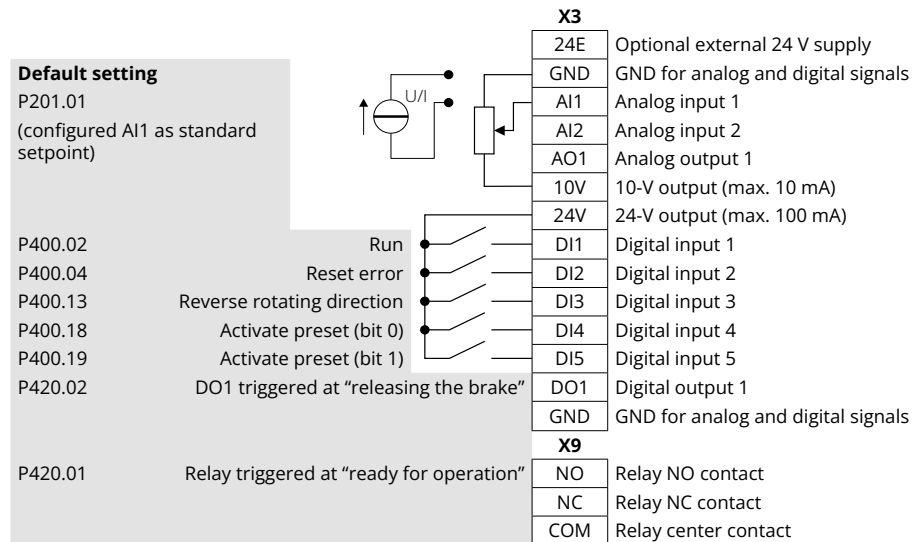 X3
24E Optional external 24 V supply
Default setting GND GND for analog and digital signals
P201.01 U/I AI1 Analog input 1
(configured AI1 as standard AI2 Analog input 2
setpoint) AO1 Analog output 1
10V 10-V output (max. 10 mA)
24V 24-V output (max. 100 mA)
P400.02 Run DI1 Digital input 1
P400.04 Reset error DI2 Digital input 2
P400.13 Reverse rotating direction DI3 Digital input 3
P400.18 Activate preset (bit 0) DI4 Digital input 4
P400.19 Activate preset (bit 1) DI5 Digital input 5
P420.02 DO1 triggered at “releasing the brake” DO1 Digital output 1
GND GND for analog and digital signals
X9
P420.01 Relay triggered at “ready for operation” NO Relay NO contact
NC Relay NC contact
COM Relay center contact